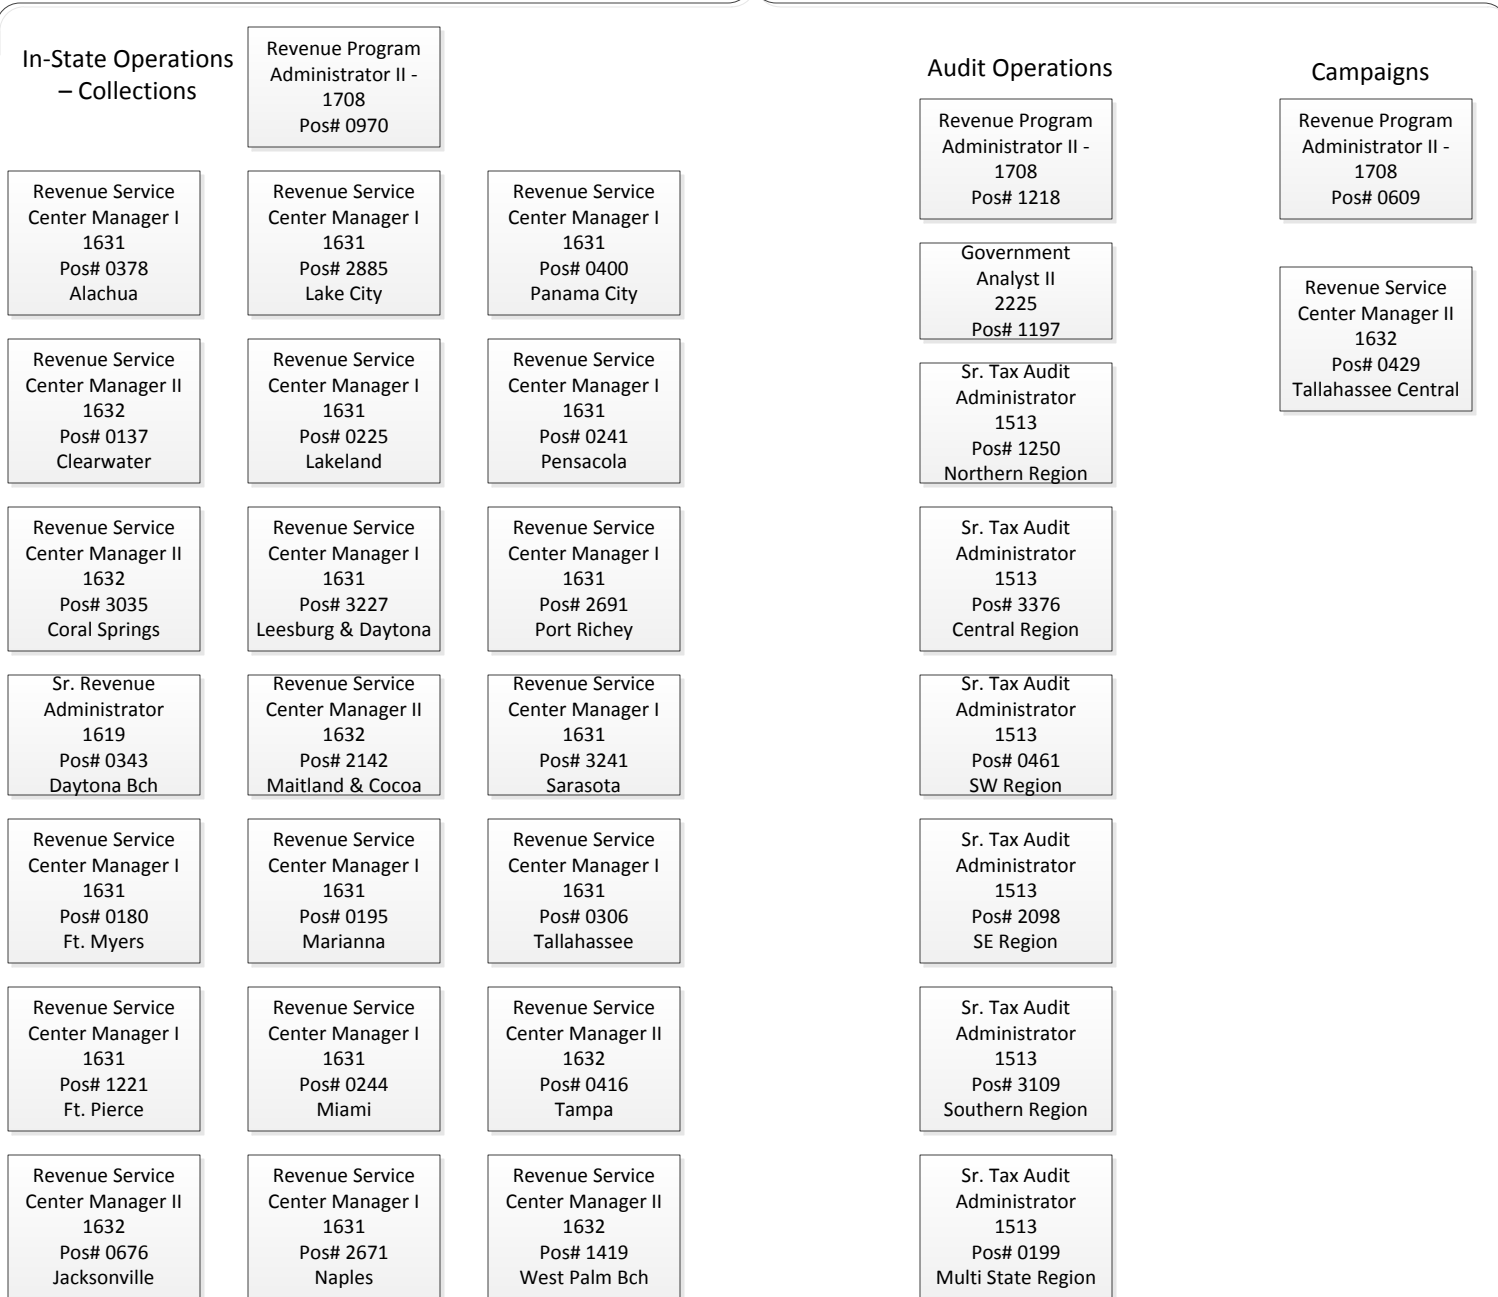 In-State Operations
– Collections
Revenue Program
Administrator II -
1708
Pos# 0970
Revenue Service
Center Manager I
1631
Pos# 0378
Alachua
Revenue Service
Center Manager I
1631
Pos# 2885
Lake City
Revenue Service
Center Manager I
1631
Pos# 0400
Panama City
Revenue Service
Center Manager II
1632
Pos# 0137
Clearwater
Revenue Service
Center Manager I
1631
Pos# 0225
Lakeland
Revenue Service
Center Manager I
1631
Pos# 0241
Pensacola
Revenue Service
Center Manager II
1632
Pos# 3035
Coral Springs
Revenue Service
Center Manager I
1631
Pos# 3227
Leesburg & Daytona
Revenue Service
Center Manager I
1631
Pos# 2691
Port Richey
Sr. Revenue
Administrator
1619
Pos# 0343
Daytona Bch
Revenue Service
Center Manager II
1632
Pos# 2142
Maitland & Cocoa
Revenue Service
Center Manager I
1631
Pos# 3241
Sarasota
Revenue Service
Center Manager I
1631
Pos# 0180
Ft. Myers
Revenue Service
Center Manager I
1631
Pos# 0195
Marianna
Revenue Service
Center Manager I
1631
Pos# 0306
Tallahassee
Revenue Service
Center Manager I
1631
Pos# 1221
Ft. Pierce
Revenue Service
Center Manager I
1631
Pos# 0244
Miami
Revenue Service
Center Manager II
1632
Pos# 0416
Tampa
Revenue Service
Center Manager II
1632
Pos# 0676
Jacksonville
Revenue Service
Center Manager I
1631
Pos# 2671
Naples
Revenue Service
Center Manager II
1632
Pos# 1419
West Palm Bch
Audit Operations
Revenue Program
Administrator II -
1708
Pos# 1218
Government
Analyst II
2225
Pos# 1197
Sr. Tax Audit
Administrator
1513
Pos# 1250
Northern Region
Sr. Tax Audit
Administrator
1513
Pos# 3376
Central Region
Sr. Tax Audit
Administrator
1513
Pos# 0461
SW Region
Sr. Tax Audit
Administrator
1513
Pos# 2098
SE Region
Sr. Tax Audit
Administrator
1513
Pos# 3109
Southern Region
Sr. Tax Audit
Administrator
1513
Pos# 0199
Multi State Region
Campaigns
Revenue Program
Administrator II -
1708
Pos# 0609
Revenue Service
Center Manager II
1632
Pos# 0429
Tallahassee Central